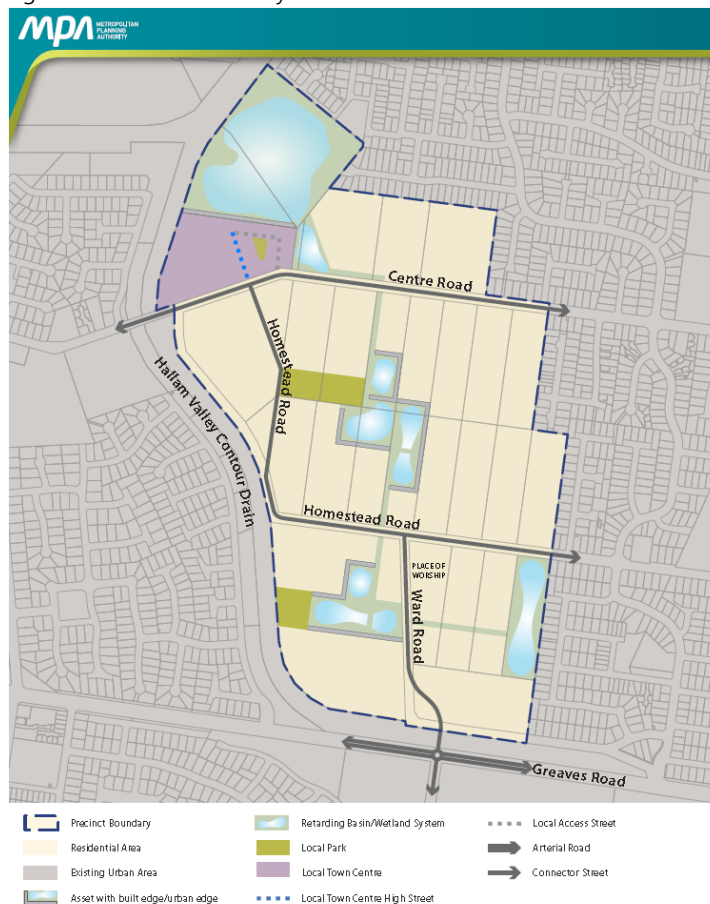 MPA METROPOLITAN
PLANNING
AUTHORITY
Centre Road
Homestead Road
Hallam Valley Contour Drain
Homestead Road
PLACE OF
WORSHIP
Ward Road
Greaves Road
Precinct Boundary
Residential Area
Existing Urban Area
Asset with built edge/urban edge
Retarding Basin/Wetland System
Local Park
Local Town Centre
Local Town Centre High Street
Local Access Street
Arterial Road
Connector Street